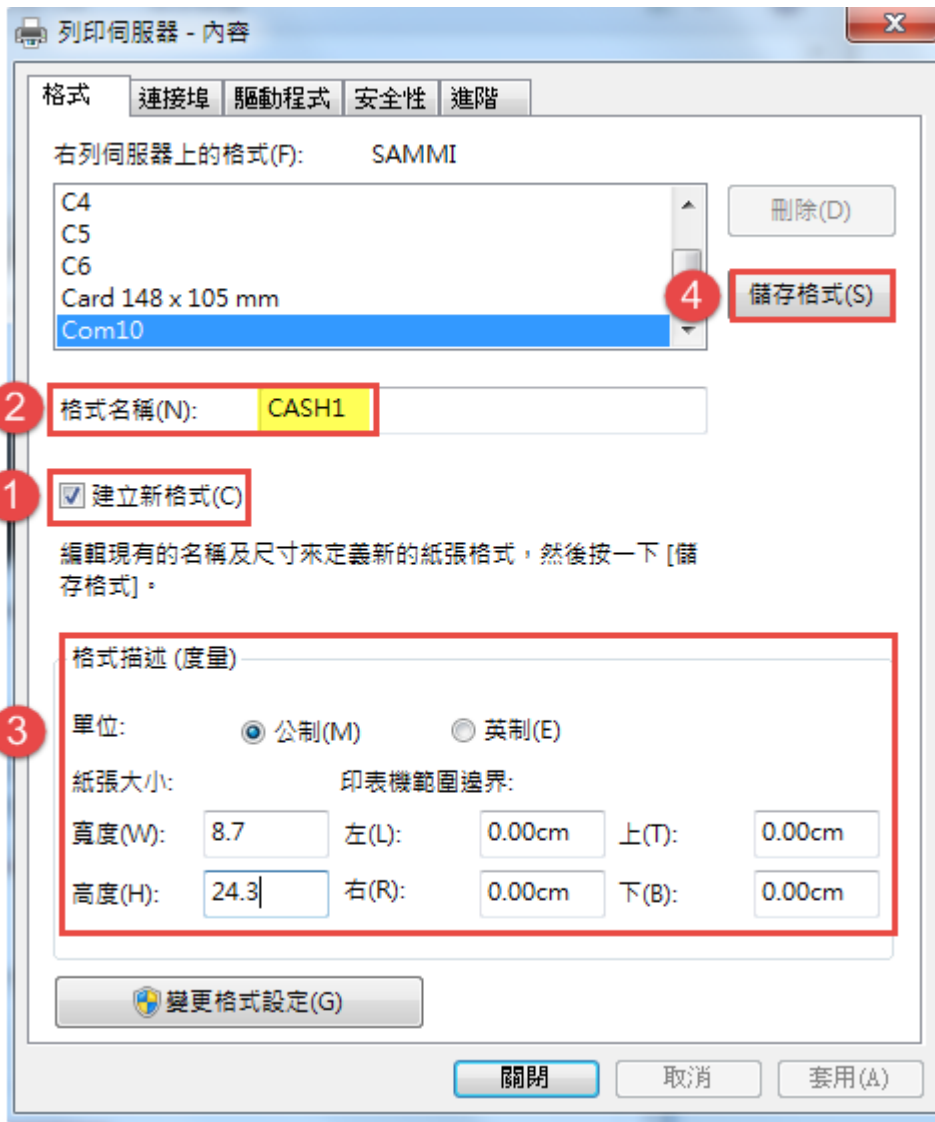 列印伺服器 - 內容
格式 連接埠 驅動程式 安全性 進階
右列伺服器上的格式(F): SAMMI
C4
刪除(D)
C5
C6
Card 148 x 105 mm
4 儲存格式(S)
Com10
2 格式名稱(N): CASH1
1 建立新格式(C)
編輯現有的名稱及尺寸來定義新的紙張格式，然後按一下 [儲
存格式]。
格式描述 (度量)
3 單位: 公制(M) 英制(E)
紙張大小: 印表機範圍邊界:
寬度(W): 8.7 左(L): 0.00cm 上(T): 0.00cm
高度(H): 24.3 右(R): 0.00cm 下(B): 0.00cm
變更格式設定(G)
關閉 取消 套用(A)